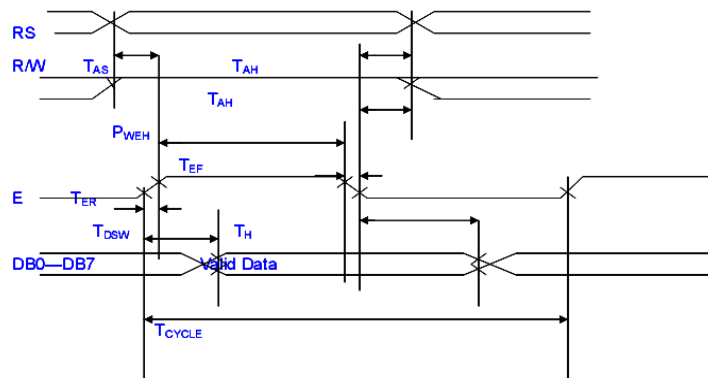 RS
R/W TAS TAH
TAH
PWEH
TEF
E TER
TDSW TH
DB0—DB7 Valid Data
TCYCLE